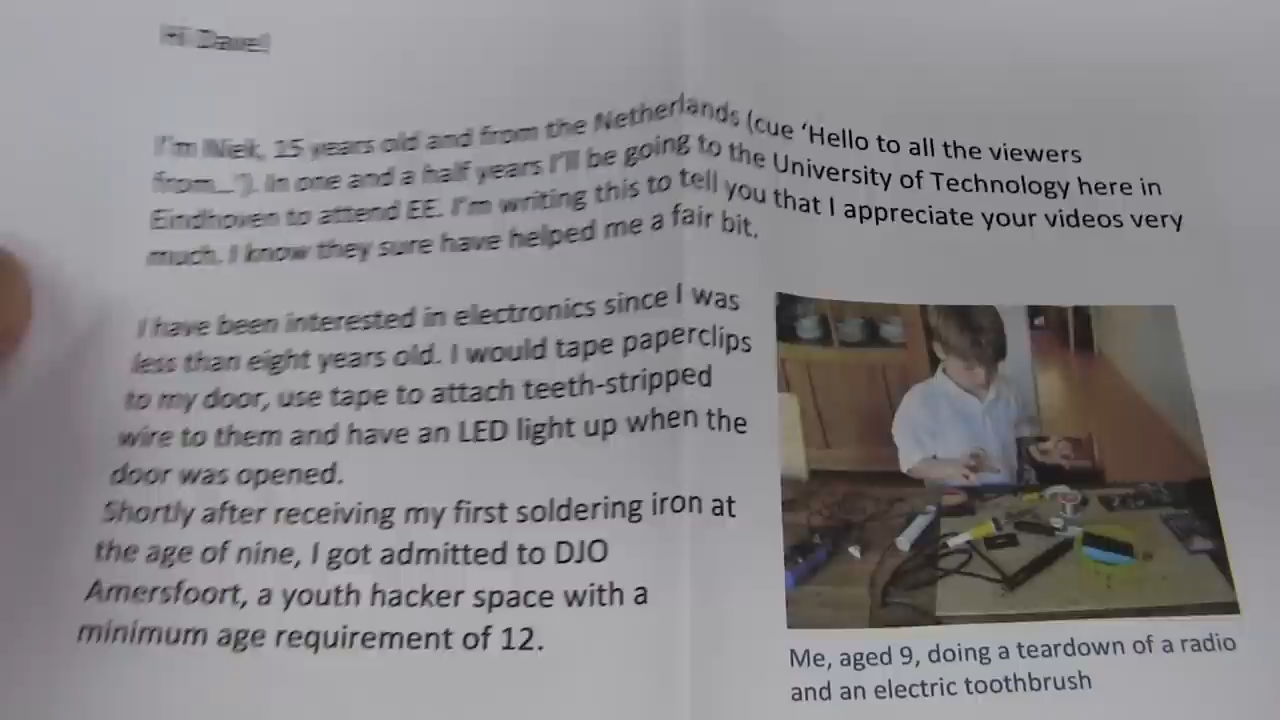 Hi Dave!
I'm Niek, 15 years old and from the Netherlands (cue 'Hello to all the viewers
from…'). In one and a half years I'll be going to the University of Technology here in
Eindhoven to attend EE. I'm writing this to tell you that I appreciate your videos very
much. I know they sure have helped me a fair bit.
I have been interested in electronics since I was
less than eight years old. I would tape paperclips
to my door, use tape to attach teeth-stripped
wire to them and have an LED light up when the
door was opened.
Shortly after receiving my first soldering iron at
the age of nine, I got admitted to DJO
Amersfoort, a youth hacker space with a
minimum age requirement of 12.
Me, aged 9, doing a teardown of a radio
and an electric toothbrush